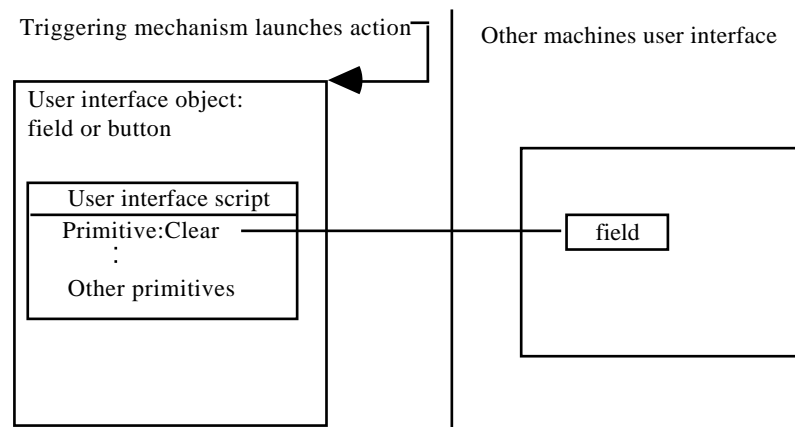 Triggering mechanism launches action
Other machines user interface
User interface object:
field or button
User interface script
Primitive:Clear
:
Other primitives
field